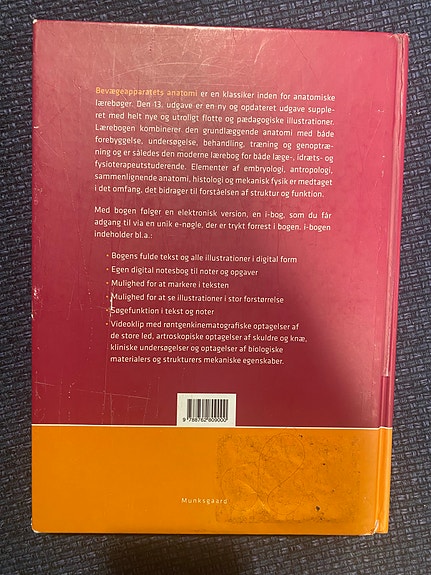 Bevægeapparatets anatomi er en klassiker inden for anatomiske
lærebøger. Den 13. udgave er en ny og opdateret udgave supple-
ret med helt nye og utroligt flotte og pædagogiske illustrationer.
Lærebogen kombinerer den grundlæggende anatomi med både
forebyggelse, undersøgelse, behandling, træning og genoptræ-
ning og er således den moderne lærebog for både læge-, idræts- og
fysioterapeutstuderende. Elementer af embryologi, antropologi,
sammenlignende anatomi, histologi og mekanisk fysik er medtaget
i det omfang, det bidrager til forståelsen af struktur og funktion.
Med bogen følger en elektronisk version, en i-bog, som du får
adgang til via en unik e-nøgle, der er trykt forrest i bogen. i-bogen
indeholder bl.a.:
• Bogens fulde tekst og alle illustrationer i digital form
• Egen digital notesbog til noter og opgaver
• Mulighed for at markere i teksten
• Mulighed for at se illustrationer i stor forstørrelse
• Søgefunktion i tekst og noter
• Videoklip med røntgenkinematografiske optagelser af
de store led, artroskopiske optagelser af skuldre og knæ,
kliniske undersøgelser og optagelser af biologiske
materialers og strukturers mekaniske egenskaber.
9 788762 809000
Munksgaard